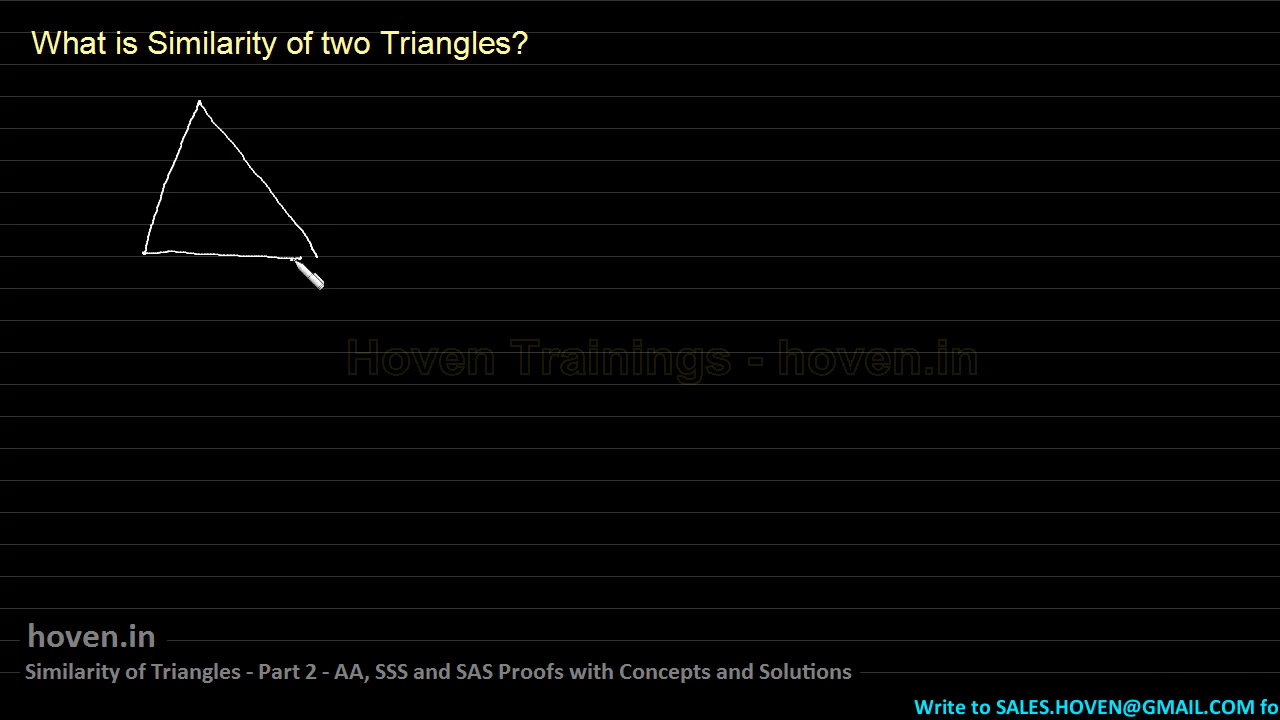 What is Similarity of two Triangles?
Hoven Trainings - hoven.in
hoven.in
Similarity of Triangles - Part 2 - AA, SSS and SAS Proofs with Concepts and Solutions
Write to SALES.HOVEN@GMAIL.COM fo